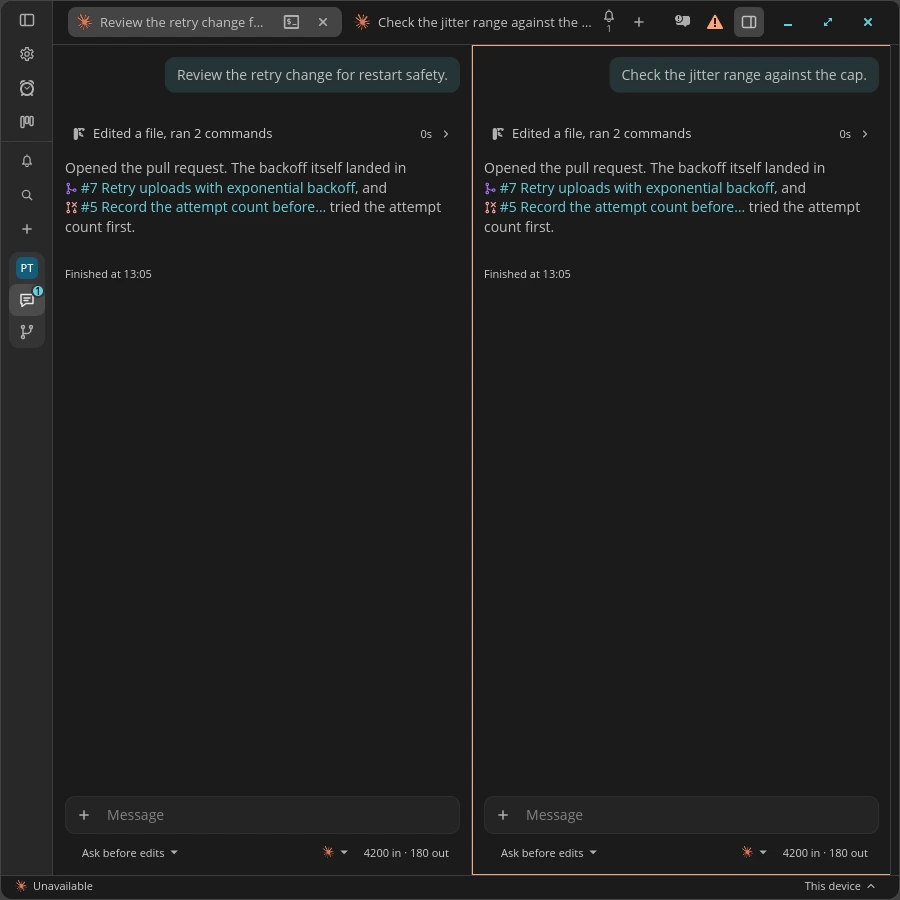 Review the retry change f...
Check the jitter range against the ...
1
PT
1
Review the retry change for restart safety.
Edited a file, ran 2 commands
0s
Opened the pull request. The backoff itself landed in
#7 Retry uploads with exponential backoff, and
#5 Record the attempt count before... tried the attempt
count first.
Finished at 13:05
Message
Ask before edits
4200 in · 180 out
Check the jitter range against the cap.
Edited a file, ran 2 commands
0s
Opened the pull request. The backoff itself landed in
#7 Retry uploads with exponential backoff, and
#5 Record the attempt count before... tried the attempt
count first.
Finished at 13:05
Message
Ask before edits
4200 in · 180 out
Unavailable
This device